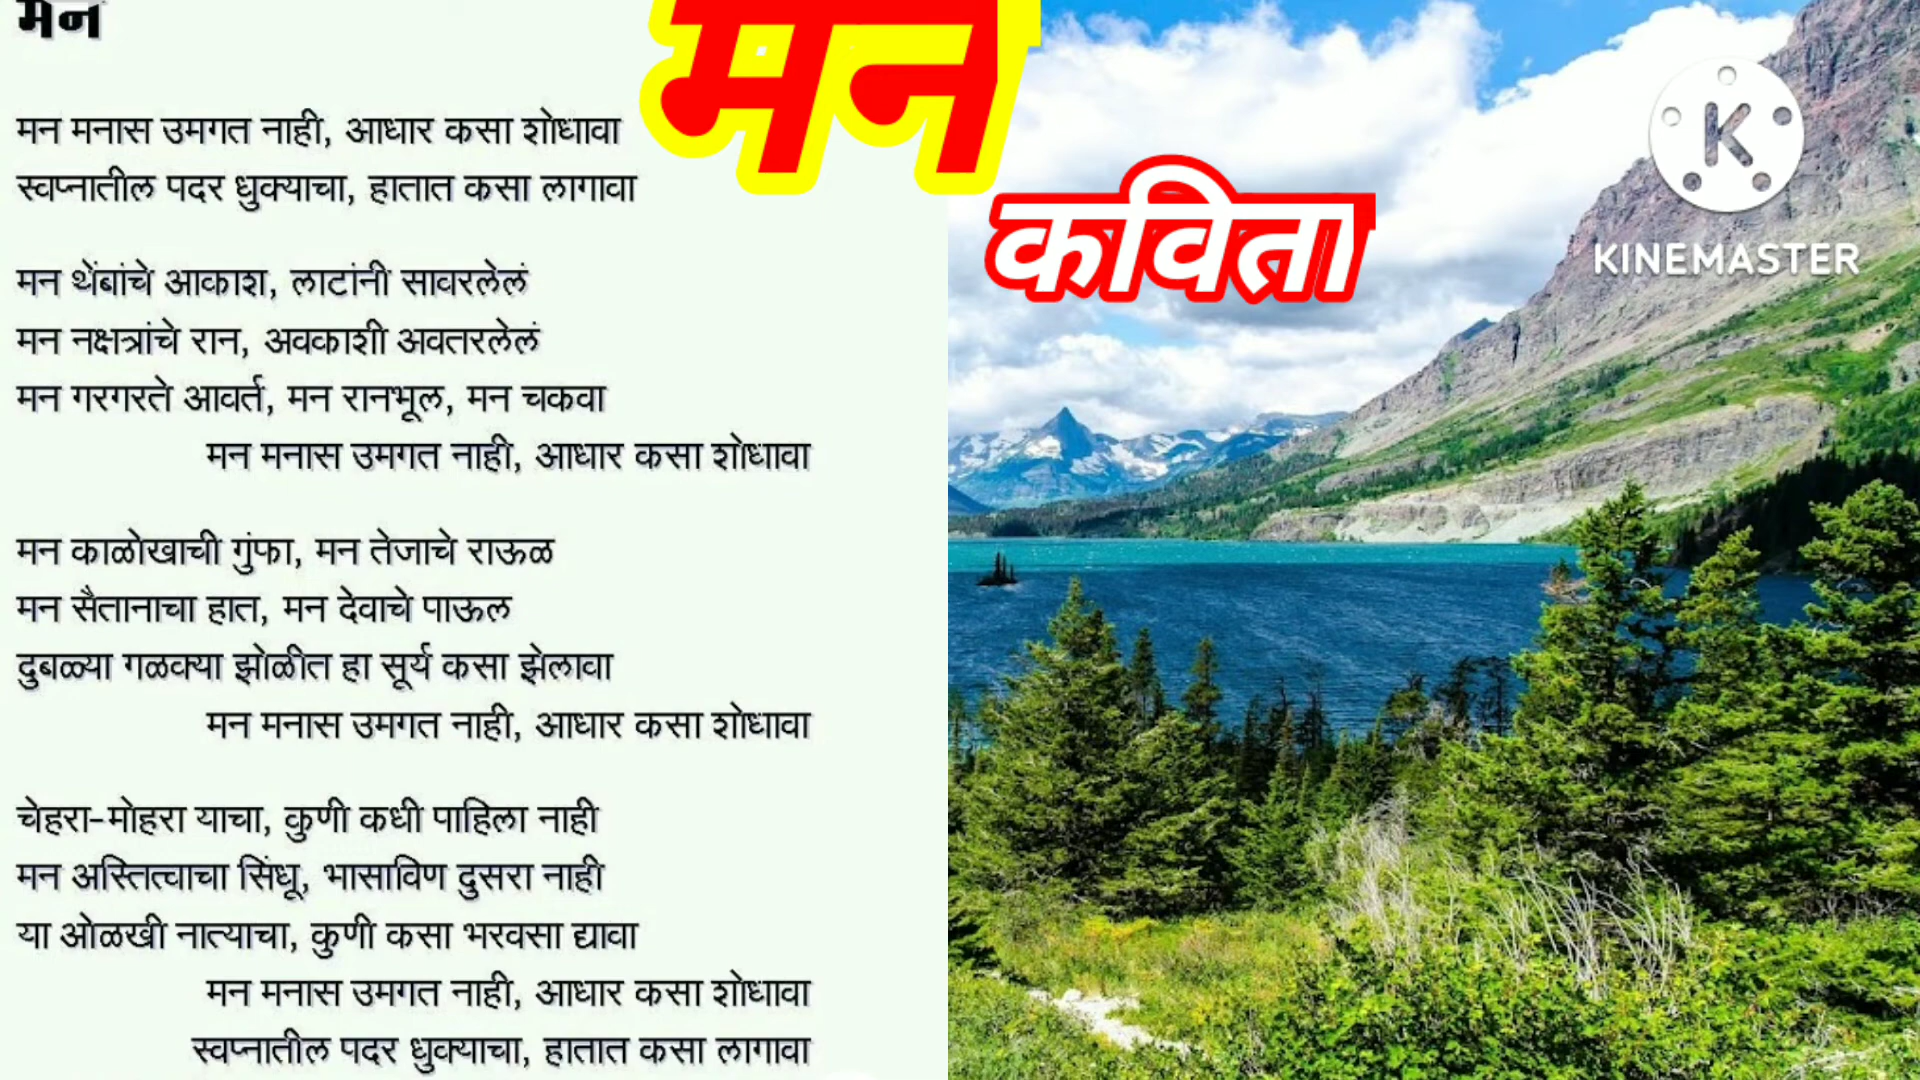 मन
मन मनास उमगत नाही, आधार कसा शोधावा
स्वप्नातील पदर धुक्याचा, हातात कसा लागावा
मन थेंबांचे आकाश, लाटांनी सावरलेलं
मन नक्षत्रांचे रान, अवकाशी अवतरलेलं
मन गरगरते आवर्त, मन रानभूल, मन चकवा
मन मनास उमगत नाही, आधार कसा शोधावा
मन काळोखाची गुंफा, मन तेजाचे राऊळ
मन सैतानाचा हात, मन देवाचे पाऊल
दुबळ्या गळक्या झोळीत हा सूर्य कसा झेलावा
मन मनास उमगत नाही, आधार कसा शोधावा
चेहरा-मोहरा याचा, कुणी कधी पाहिला नाही
मन अस्तित्वाचा सिंधू, भासाविण दुसरा नाही
या ओळखी नात्याचा, कुणी कसा भरवसा द्यावा
मन मनास उमगत नाही, आधार कसा शोधावा
स्वप्नातील पदर धुक्याचा, हातात कसा लागावा
मन
कविता
K
KINEMASTER